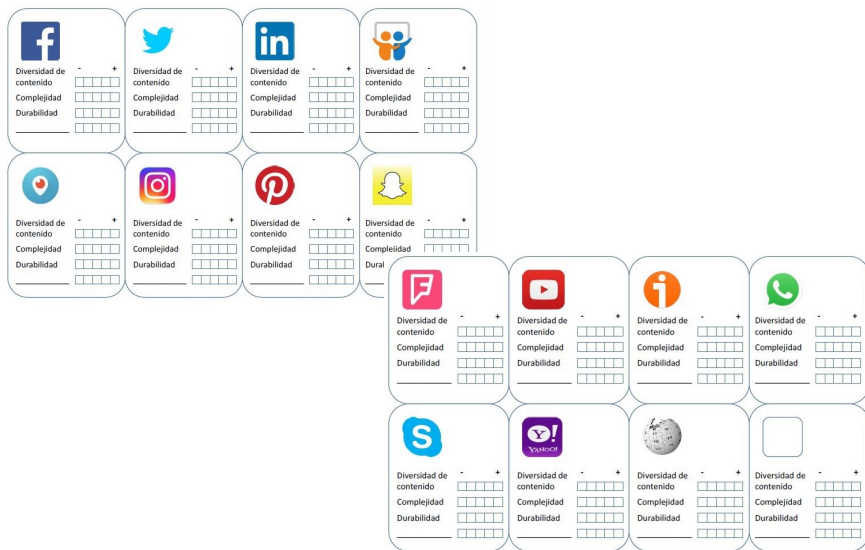 f
Diversidad de - +
contenido
Complejidad
Durabilidad
Diversidad de - +
contenido
Complejidad
Durabilidad
in
Diversidad de - +
contenido
Complejidad
Durabilidad
Diversidad de - +
contenido
Complejidad
Durabilidad
Diversidad de - +
contenido
Complejidad
Durabilidad
Diversidad de - +
contenido
Complejidad
Durabilidad
Diversidad de - +
contenido
Complejidad
Durabilidad
Diversidad de - +
contenido
Complejidad
Diversidad de - +
contenido
Complejidad
Durabilidad
Diversidad de - +
contenido
Complejidad
Durabilidad
i
Diversidad de - +
contenido
Complejidad
Durabilidad
Diversidad de - +
contenido
Complejidad
Durabilidad
S
Diversidad de - +
contenido
Complejidad
Durabilidad
Y!
YAHOO!
Diversidad de - +
contenido
Complejidad
Durabilidad
Diversidad de - +
contenido
Complejidad
Durabilidad
Diversidad de - +
contenido
Complejidad
Durabilidad